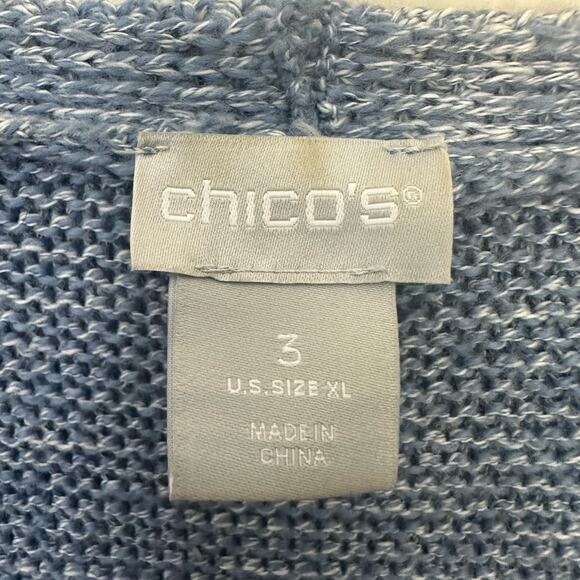 chico's®
3
U.S. SIZE XL
MADE IN
CHINA